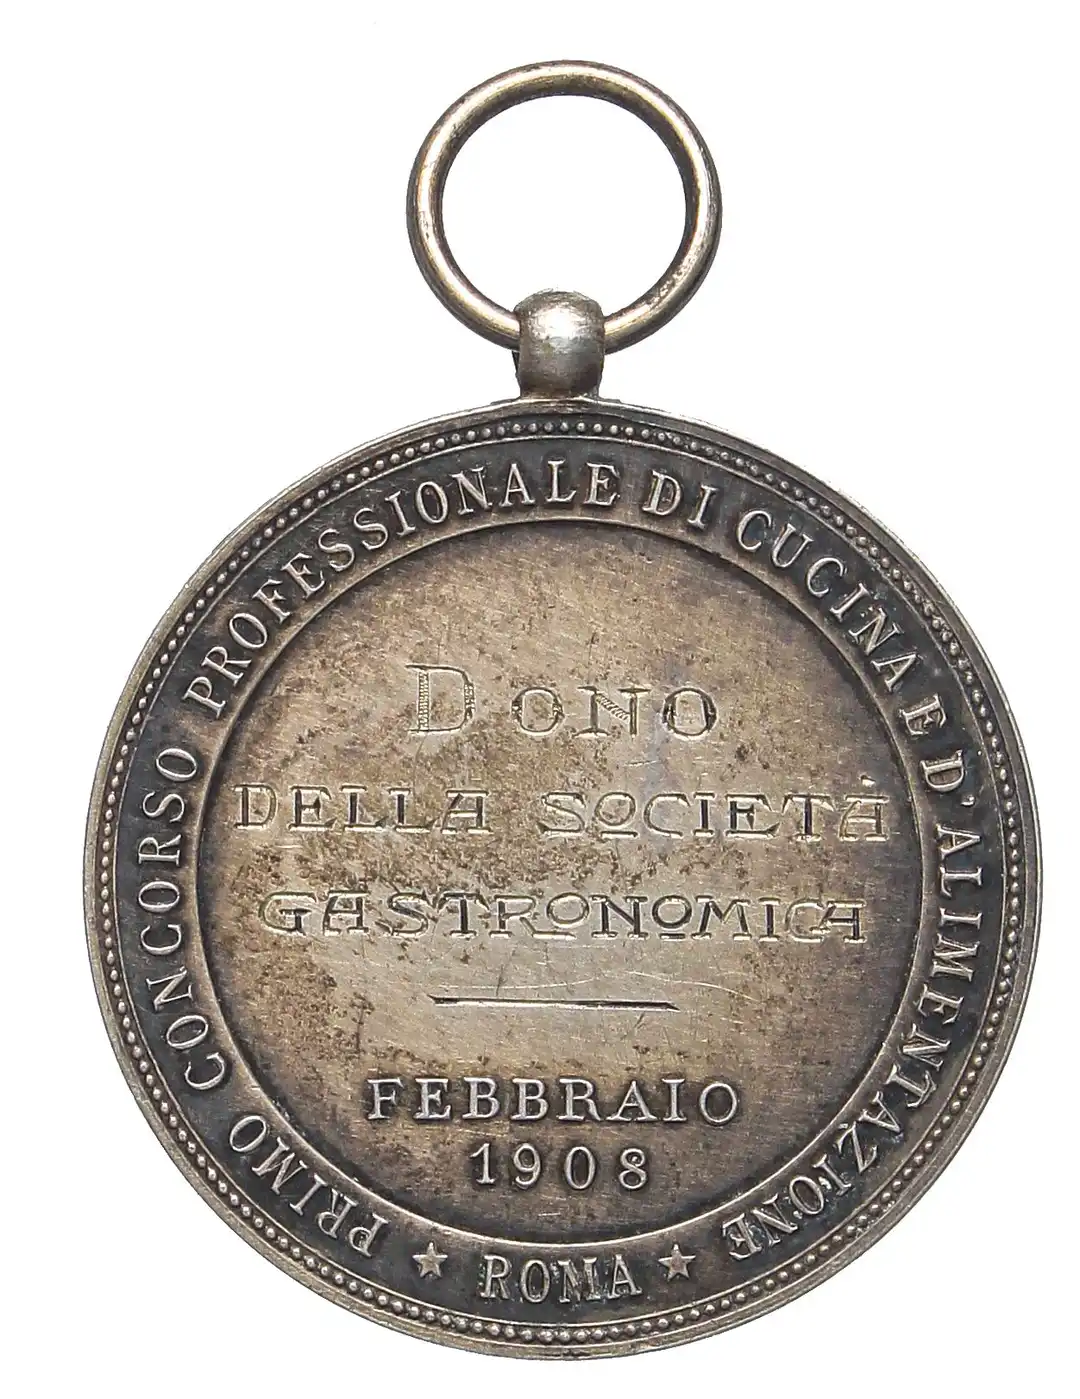 PRIMO CONCORSO PROFESSIONALE DI CUCINA E D'ALIMENTAZIONE
★ ROMA ★
DONO
DELLA SOCIETÀ
GASTRONOMICA
FEBBRAIO
1908